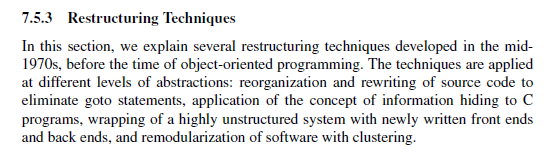 7.5.3 Restructuring Techniques
In this section, we explain several restructuring techniques developed in the mid-
1970s, before the time of object-oriented programming. The techniques are applied
at different levels of abstractions: reorganization and rewriting of source code to
eliminate goto statements, application of the concept of information hiding to C
programs, wrapping of a highly unstructured system with newly written front ends
and back ends, and remodularization of software with clustering.